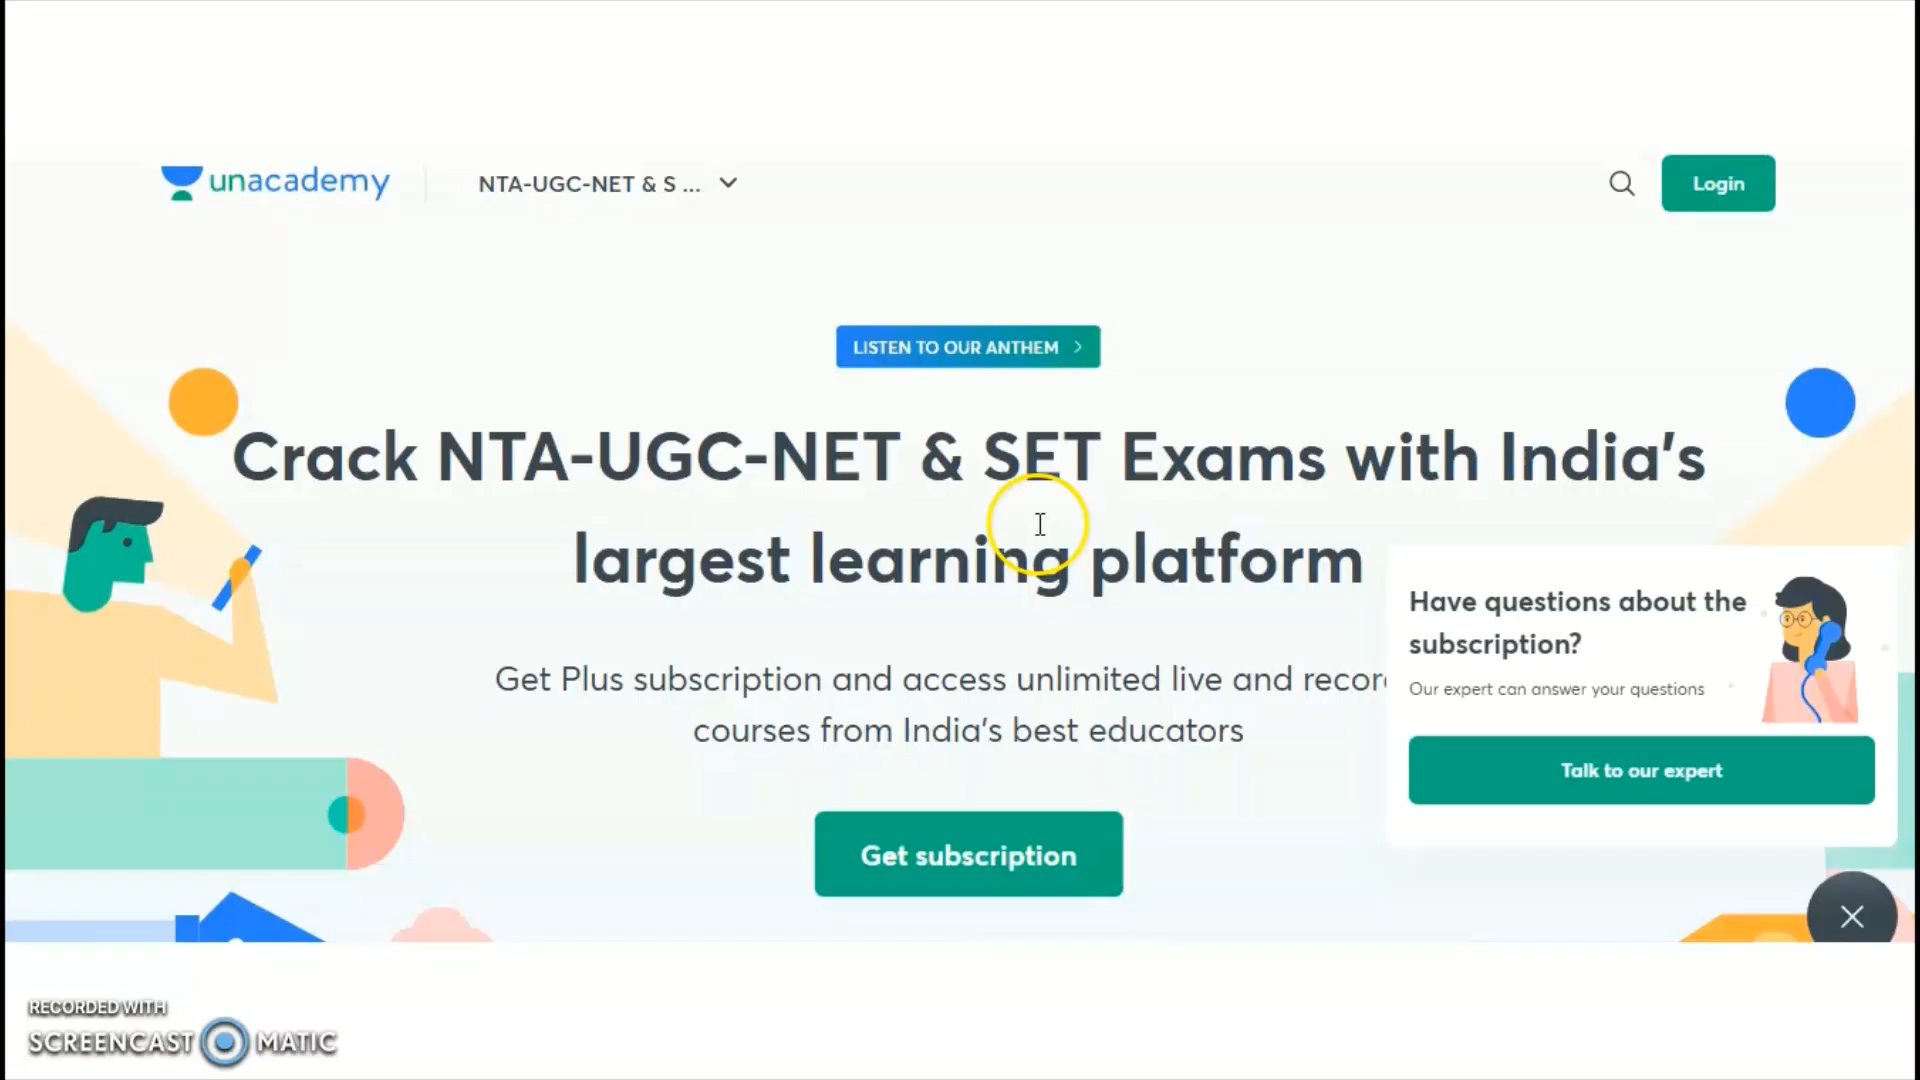 unacademy
NTA-UGC-NET & S ...
Login
LISTEN TO OUR ANTHEM
Crack NTA-UGC-NET & SET Exams with India's
largest learning platform
Get Plus subscription and access unlimited live and recor
courses from India's best educators
Get subscription
Have questions about the
subscription?
Our expert can answer your questions
Talk to our expert
RECORDED WITH
SCREENCAST MATIC